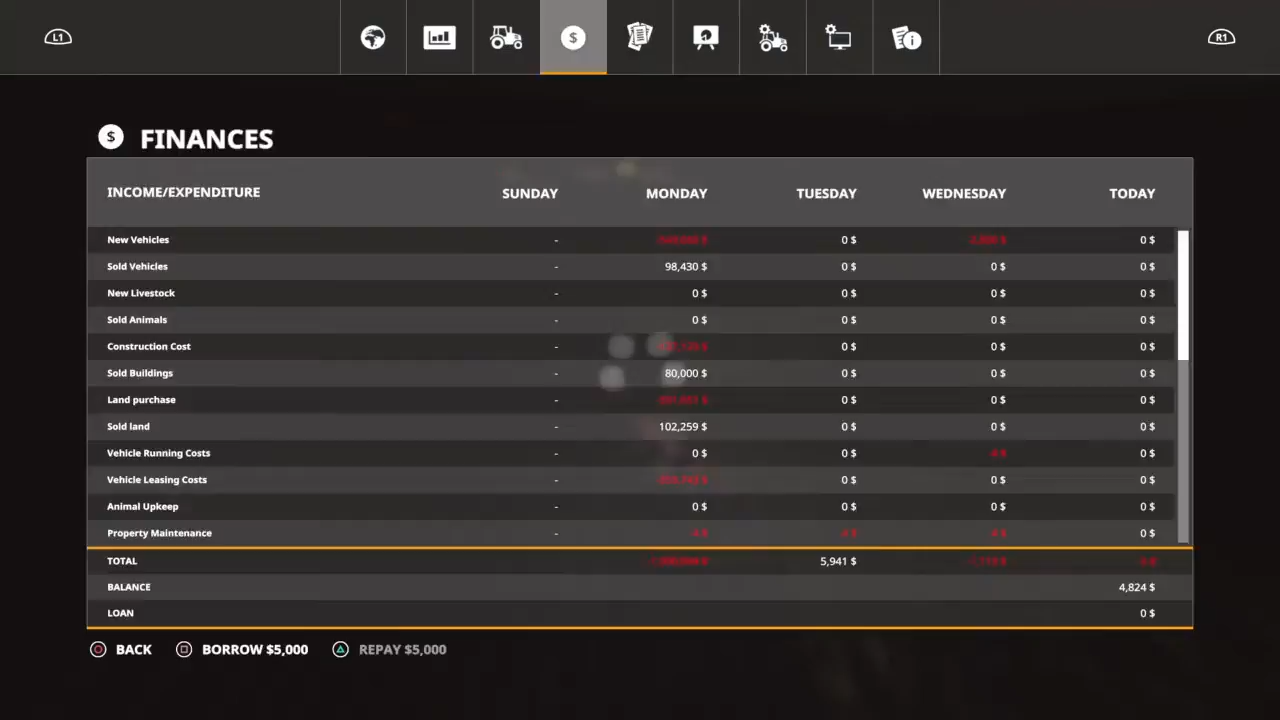 L1 $ R1
$ FINANCES
INCOME/EXPENDITURE SUNDAY MONDAY TUESDAY WEDNESDAY TODAY
New Vehicles - 0 $ 0 $
Sold Vehicles - 98,430 $ 0 $ 0 $ 0 $
New Livestock - 0 $ 0 $ 0 $ 0 $
Sold Animals - 0 $ 0 $ 0 $ 0 $
Construction Cost - 0 $ 0 $ 0 $
Sold Buildings - 80,000 $ 0 $ 0 $ 0 $
Land purchase - 0 $ 0 $ 0 $
Sold land - 102,259 $ 0 $ 0 $ 0 $
Vehicle Running Costs - 0 $ 0 $ 0 $
Vehicle Leasing Costs - 0 $ 0 $ 0 $
Animal Upkeep - 0 $ 0 $ 0 $ 0 $
Property Maintenance - 0 $
TOTAL 5,941 $
BALANCE 4,824 $
LOAN 0 $
BACK BORROW $5,000 REPAY $5,000